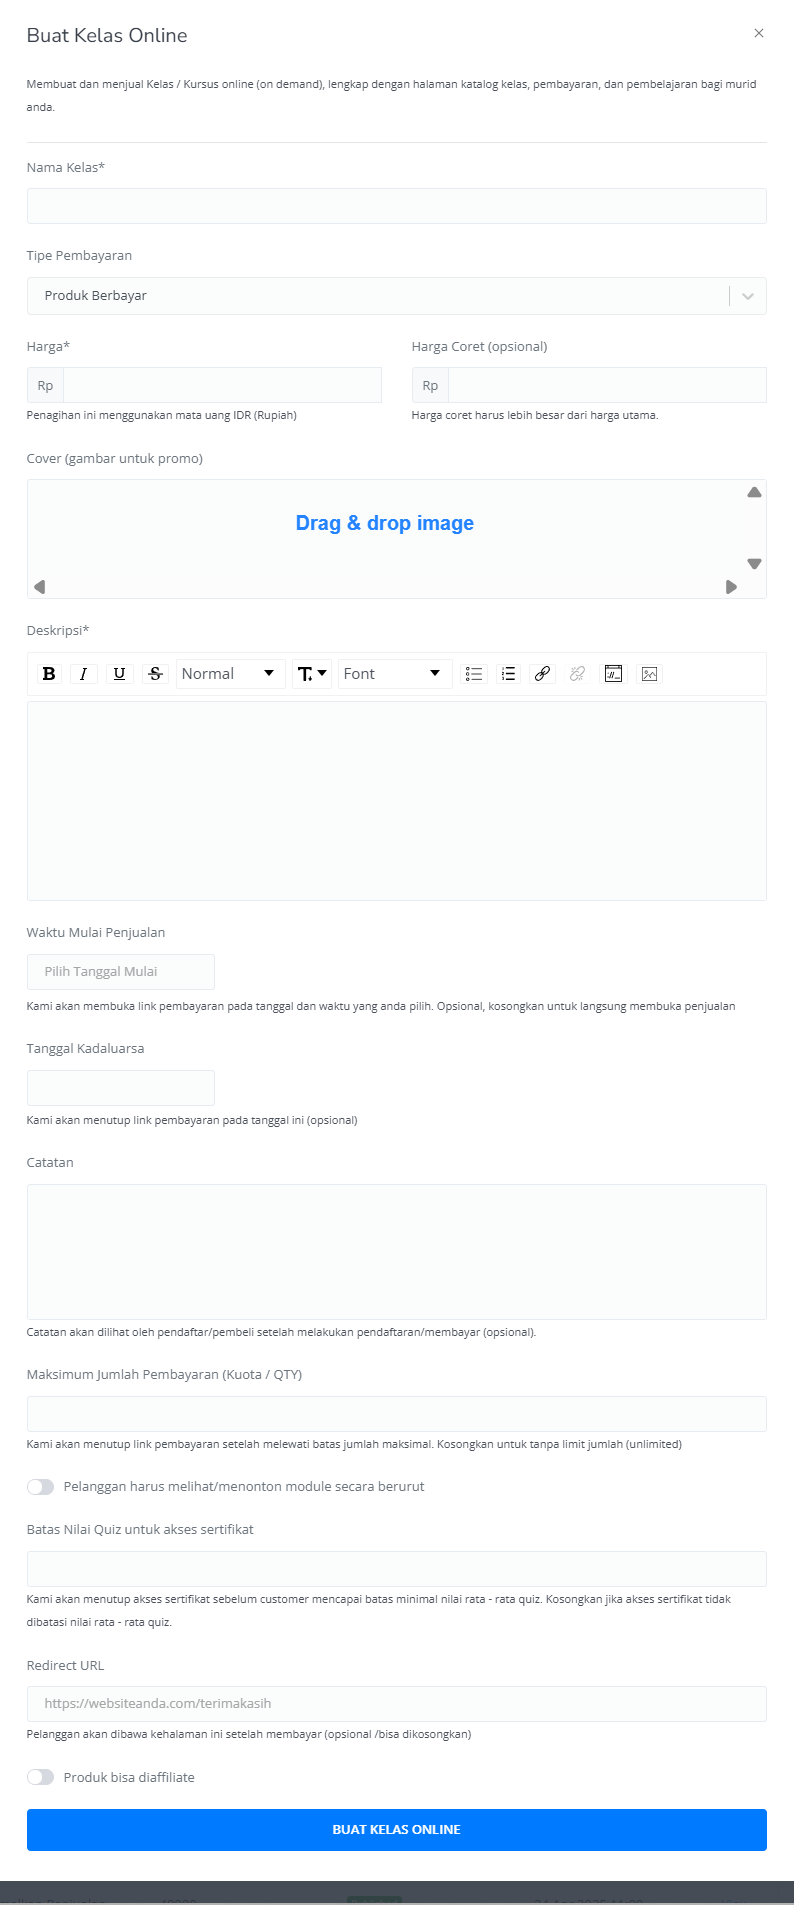 Buat Kelas Online
Membuat dan menjual Kelas / Kursus online (on demand), lengkap dengan halaman katalog kelas, pembayaran, dan pembelajaran bagi murid
anda.
Nama Kelas*
Tipe Pembayaran
Produk Berbayar
Harga* Harga Coret (opsional)
Rp Rp
Penagihan ini menggunakan mata uang IDR (Rupiah) Harga coret harus lebih besar dari harga utama.
Cover (gambar untuk promo)
Drag & drop image
Deskripsi*
B I U S Normal T Font
Waktu Mulai Penjualan
Pilih Tanggal Mulai
Kami akan membuka link pembayaran pada tanggal dan waktu yang anda pilih. Opsional, kosongkan untuk langsung membuka penjualan
Tanggal Kadaluarsa
Kami akan menutup link pembayaran pada tanggal ini (opsional)
Catatan
Catatan akan dilihat oleh pendaftar/pembeli setelah melakukan pendaftaran/membayar (opsional).
Maksimum Jumlah Pembayaran (Kuota / QTY)
Kami akan menutup link pembayaran setelah melewati batas jumlah maksimal. Kosongkan untuk tanpa limit jumlah (unlimited)
Pelanggan harus melihat/menonton module secara berurut
Batas Nilai Quiz untuk akses sertifikat
Kami akan menutup akses sertifikat sebelum customer mencapai batas minimal nilai rata - rata quiz. Kosongkan jika akses sertifikat tidak
dibatasi nilai rata - rata quiz.
Redirect URL
https://websiteanda.com/terimakasih
Pelanggan akan dibawa kehalaman ini setelah membayar (opsional /bisa dikosongkan)
Produk bisa diaffiliate
BUAT KELAS ONLINE